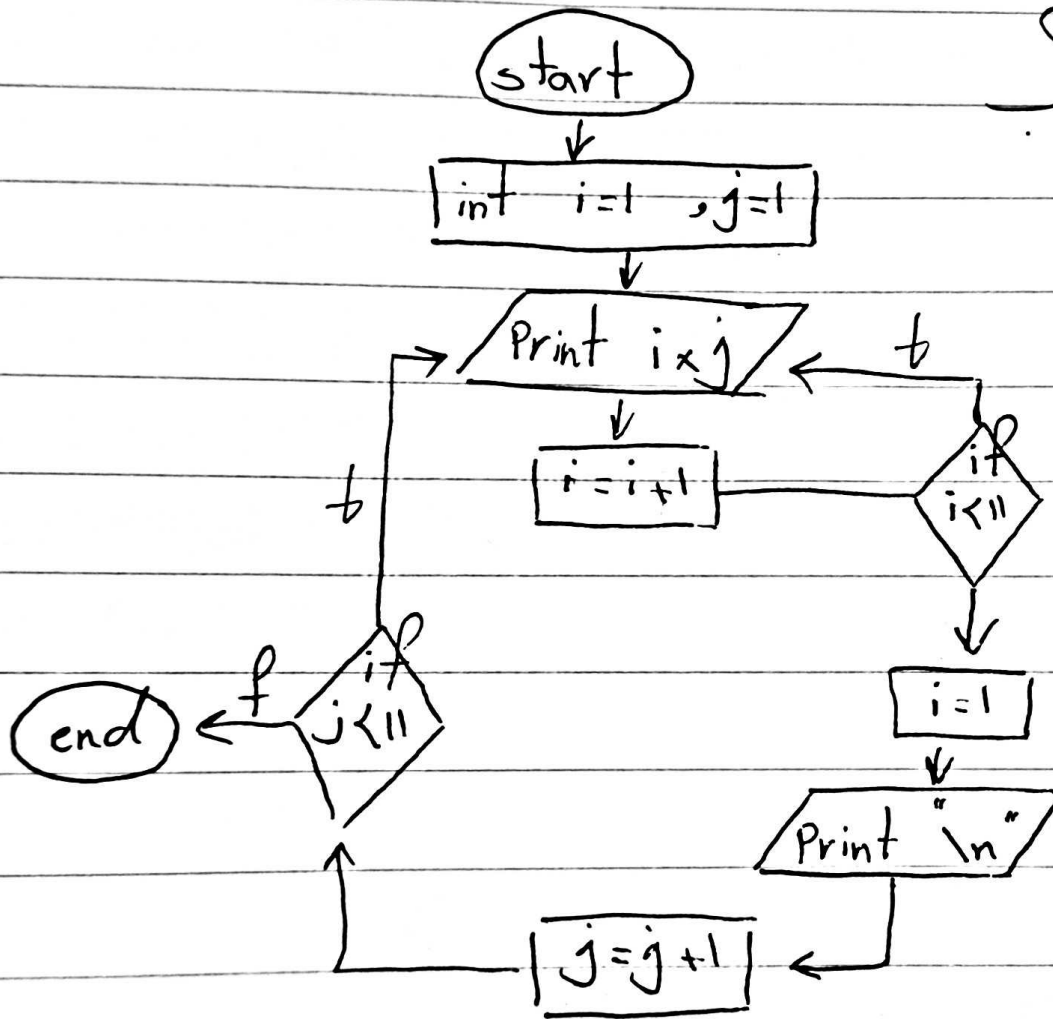 start
int i=1 , j=1
Print i × j
t
i = i + 1
if
i<11
t
i=1
Print "\n"
j=j+1
if
j<11
f
end